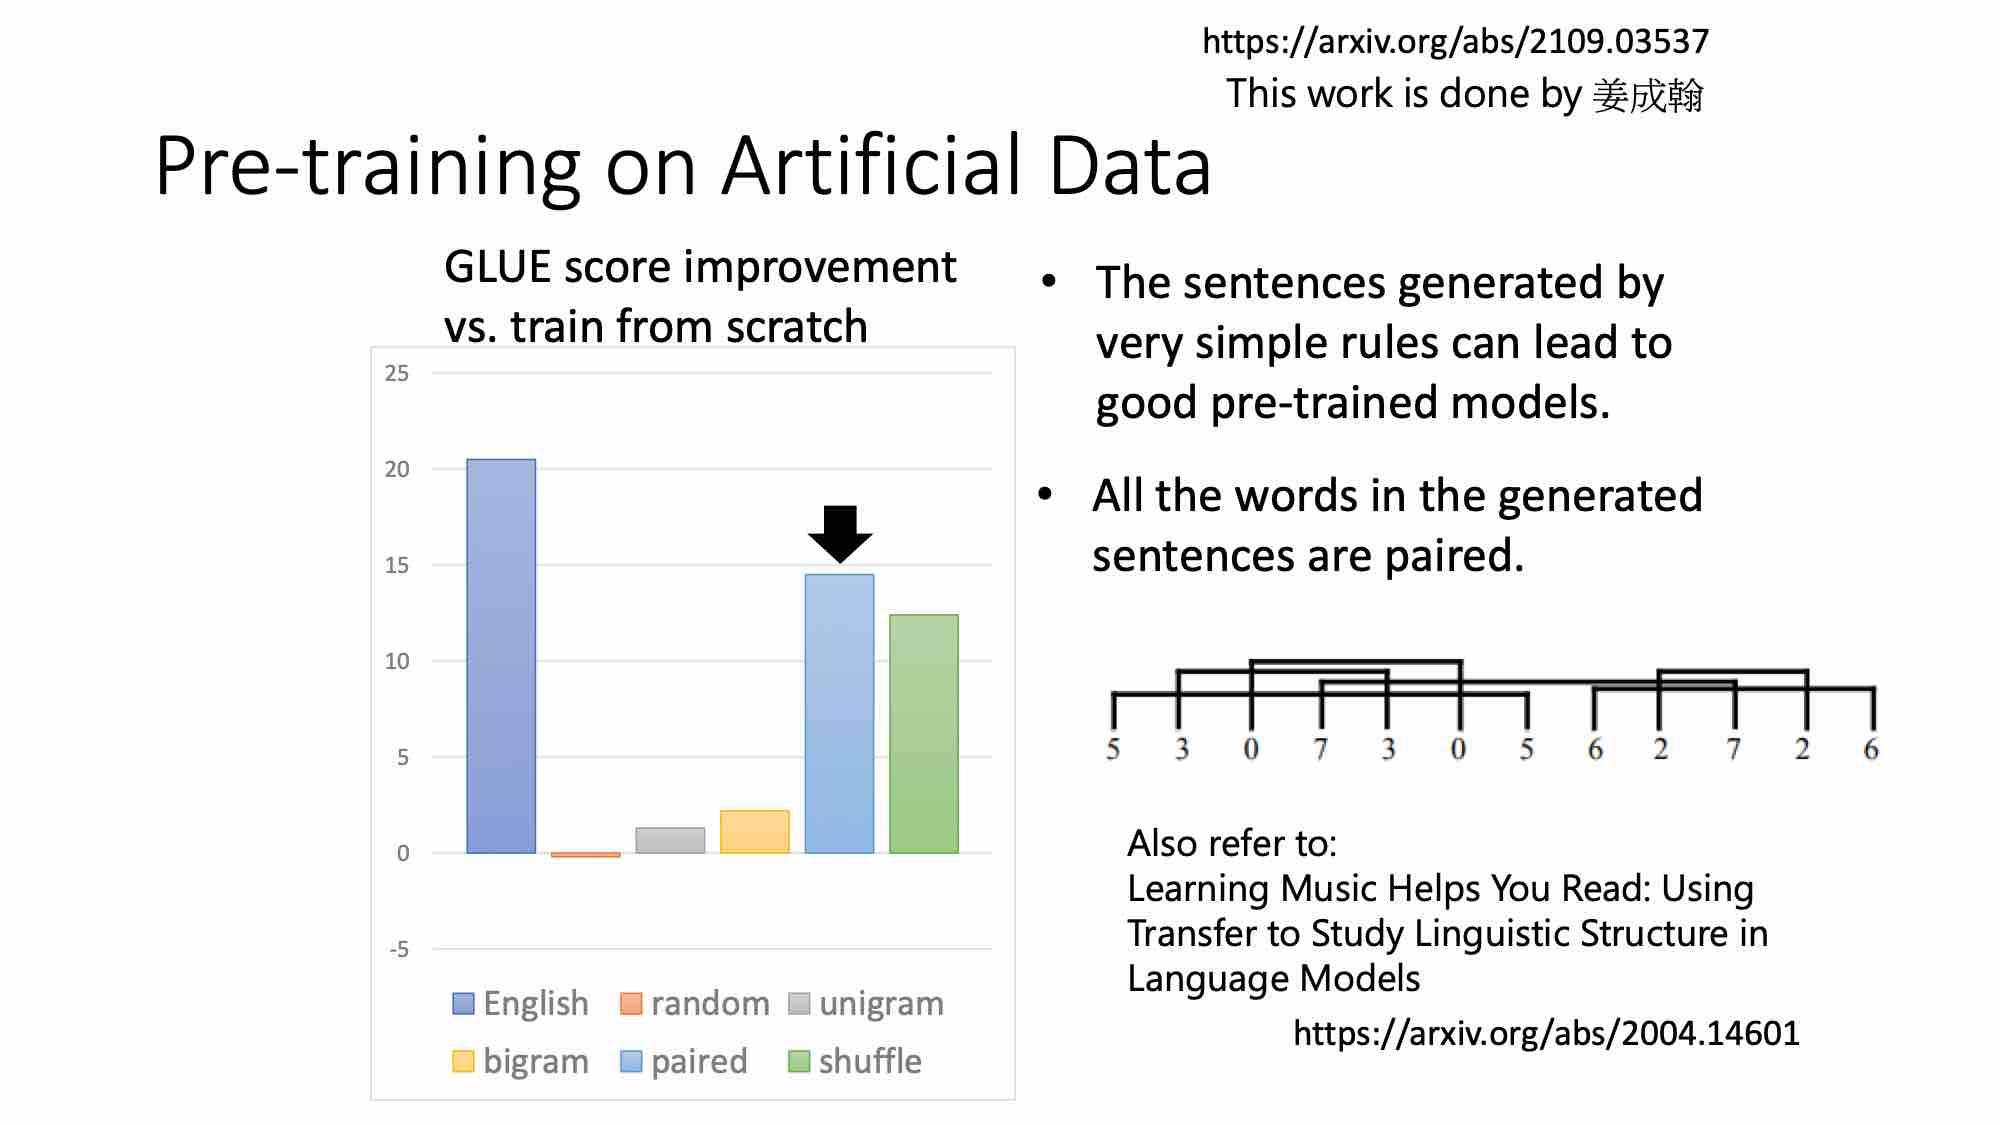 https://arxiv.org/abs/2109.03537
This work is done by 姜成翰
Pre-training on Artificial Data
GLUE score improvement
vs. train from scratch
25
20
15
10
5
0
-5
English random unigram
bigram paired shuffle
• The sentences generated by
very simple rules can lead to
good pre-trained models.
• All the words in the generated
sentences are paired.
5 3 0 7 3 0 5 6 2 7 2 6
Also refer to:
Learning Music Helps You Read: Using
Transfer to Study Linguistic Structure in
Language Models
https://arxiv.org/abs/2004.14601